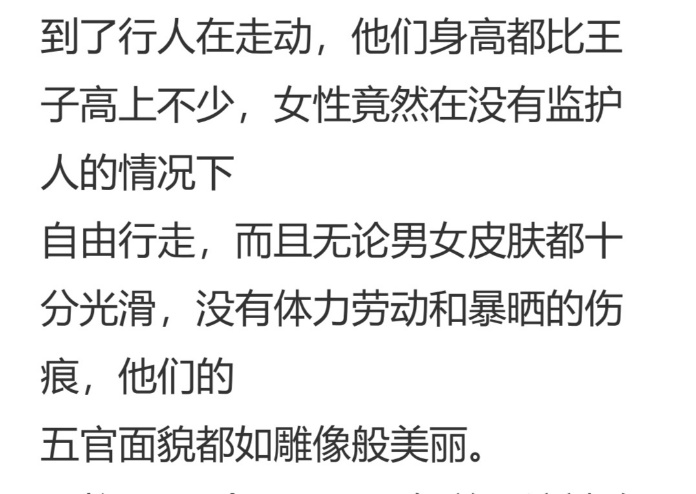 到了行人在走动，他们身高都比王
子高上不少，女性竟然在没有监护
人的情况下
自由行走，而且无论男女皮肤都十
分光滑，没有体力劳动和暴晒的伤
痕，他们的
五官面貌都如雕像般美丽。